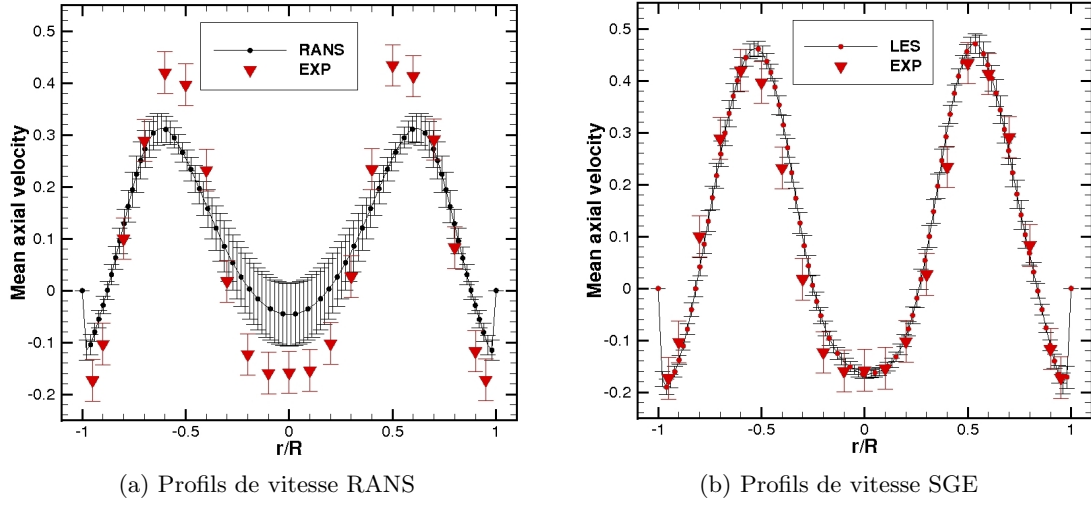 0.5
0.4
0.3
0.2
0.1
0
-0.1
-0.2
Mean axial velocity
RANS
EXP
-1 -0.5 0 0.5 1
r/R
(a) Profils de vitesse RANS
0.5
0.4
0.3
0.2
0.1
0
-0.1
-0.2
Mean axial velocity
LES
EXP
-1 -0.5 0 0.5 1
r/R
(b) Profils de vitesse SGE